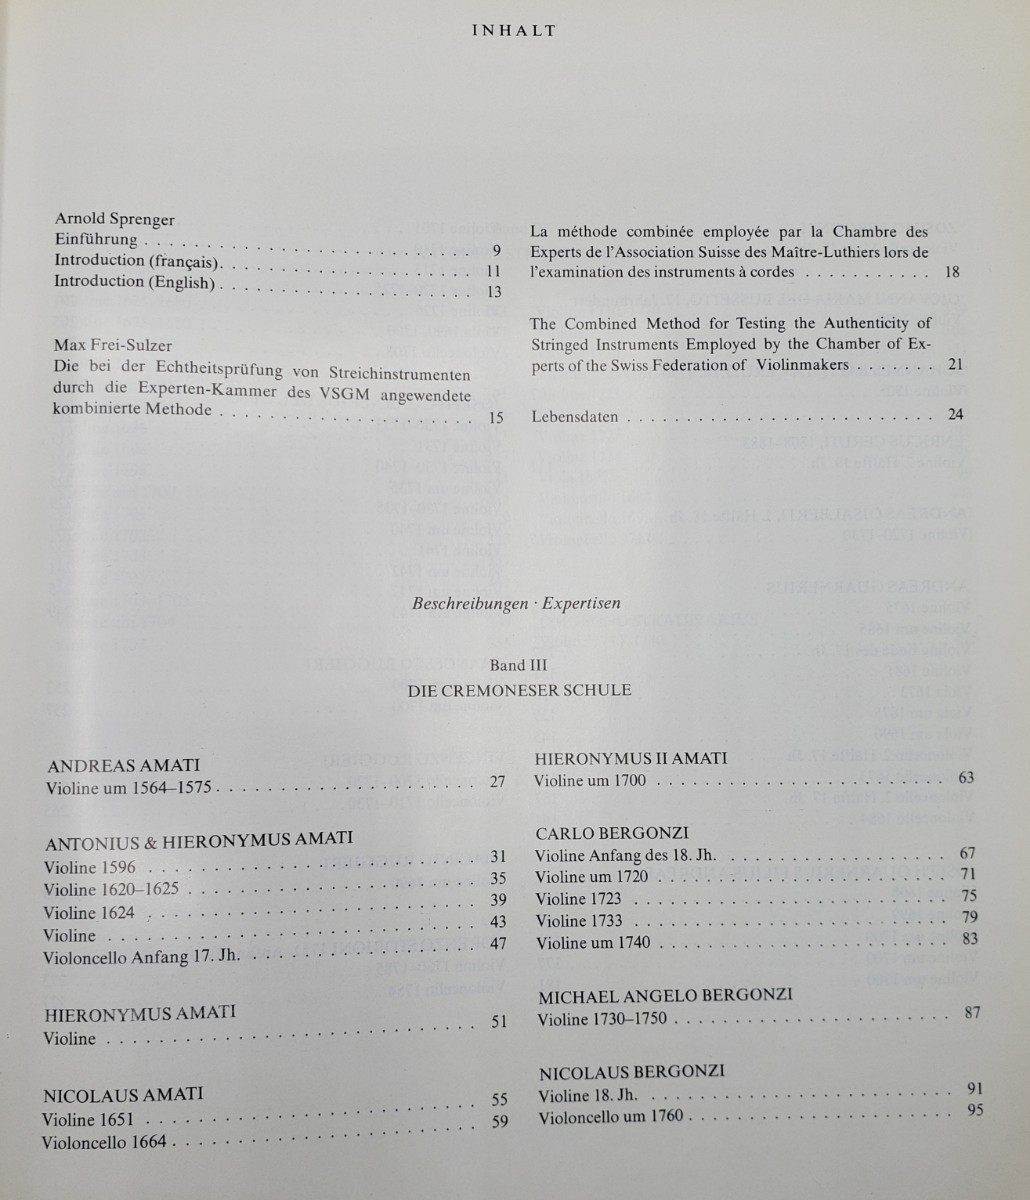 INHALT
Arnold Sprenger
Einführung . . . . . . . . . . . . . . . . . . . . . . . . . 9
Introduction (français). . . . . . . . . . . . . . . . . . . 11
Introduction (English) . . . . . . . . . . . . . . . . . . . 13
Max Frei-Sulzer
Die bei der Echtheitsprüfung von Streichinstrumenten
durch die Experten-Kammer des VSGM angewendete
kombinierte Methode . . . . . . . . . . . . . . . . . . . 15
La méthode combinée employée par la Chambre des
Experts de l'Association Suisse des Maître-Luthiers lors de
l'examination des instruments à cordes . . . . . . . . . . 18
The Combined Method for Testing the Authenticity of
Stringed Instruments Employed by the Chamber of Ex-
perts of the Swiss Federation of Violinmakers . . . . . . . 21
Lebensdaten . . . . . . . . . . . . . . . . . . . . . . . . 24
Beschreibungen · Expertisen
Band III
DIE CREMONESER SCHULE
ANDREAS AMATI
Violine um 1564–1575 . . . . . . . . . . . . . . . . . . . 27
ANTONIUS & HIERONYMUS AMATI
Violine 1596 . . . . . . . . . . . . . . . . . . . . . . . . 31
Violine 1620–1625 . . . . . . . . . . . . . . . . . . . . . 35
Violine 1624 . . . . . . . . . . . . . . . . . . . . . . . . 39
Violine . . . . . . . . . . . . . . . . . . . . . . . . . . . 43
Violoncello Anfang 17. Jh. . . . . . . . . . . . . . . . . . 47
HIERONYMUS AMATI
Violine . . . . . . . . . . . . . . . . . . . . . . . . . . . 51
NICOLAUS AMATI
Violine 1651 . . . . . . . . . . . . . . . . . . . . . . . . 55
Violoncello 1664 . . . . . . . . . . . . . . . . . . . . . . 59
HIERONYMUS II AMATI
Violine um 1700 . . . . . . . . . . . . . . . . . . . . . . 63
CARLO BERGONZI
Violine Anfang des 18. Jh. . . . . . . . . . . . . . . . . . 67
Violine um 1720 . . . . . . . . . . . . . . . . . . . . . . 71
Violine 1723 . . . . . . . . . . . . . . . . . . . . . . . . 75
Violine 1733 . . . . . . . . . . . . . . . . . . . . . . . . 79
Violine um 1740 . . . . . . . . . . . . . . . . . . . . . . 83
MICHAEL ANGELO BERGONZI
Violine 1730–1750 . . . . . . . . . . . . . . . . . . . . . 87
NICOLAUS BERGONZI
Violine 18. Jh. . . . . . . . . . . . . . . . . . . . . . . . 91
Violoncello um 1760 . . . . . . . . . . . . . . . . . . . . 95